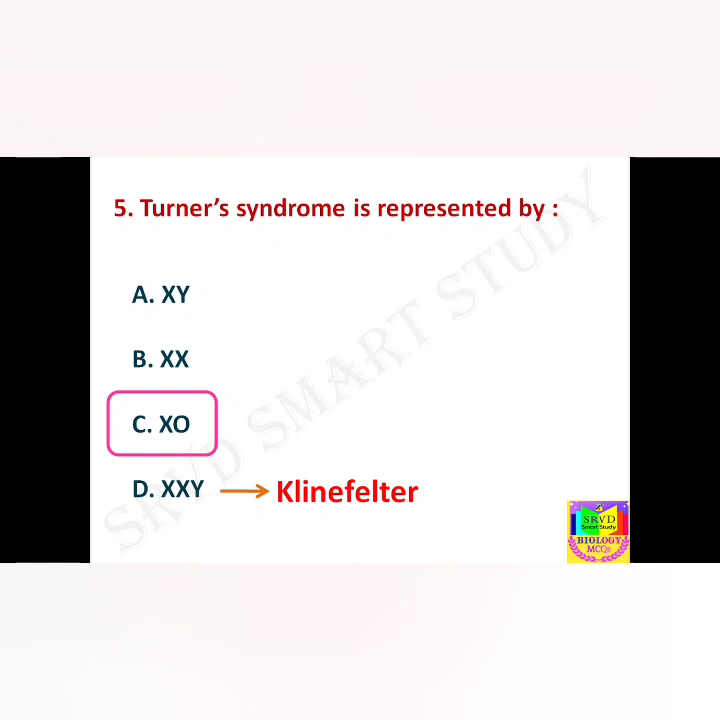 5. Turner’s syndrome is represented by :
A. XY
B. XX
C. XO
D. XXY
Klinefelter
SRVD SMART STUDY
SRVD
Smart Study
BIOLOGY
MCQs